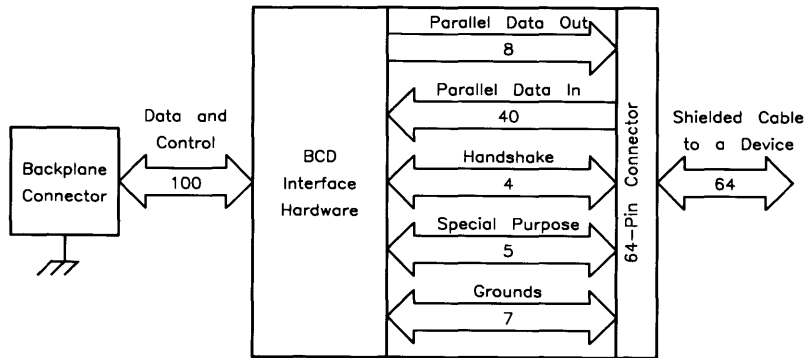 Parallel Data Out
8
Parallel Data In
40
Data and
Control
100
Backplane
Connector
BCD
Interface
Hardware
Handshake
4
Special Purpose
5
Grounds
7
64-Pin Connector
Shielded Cable
to a Device
64